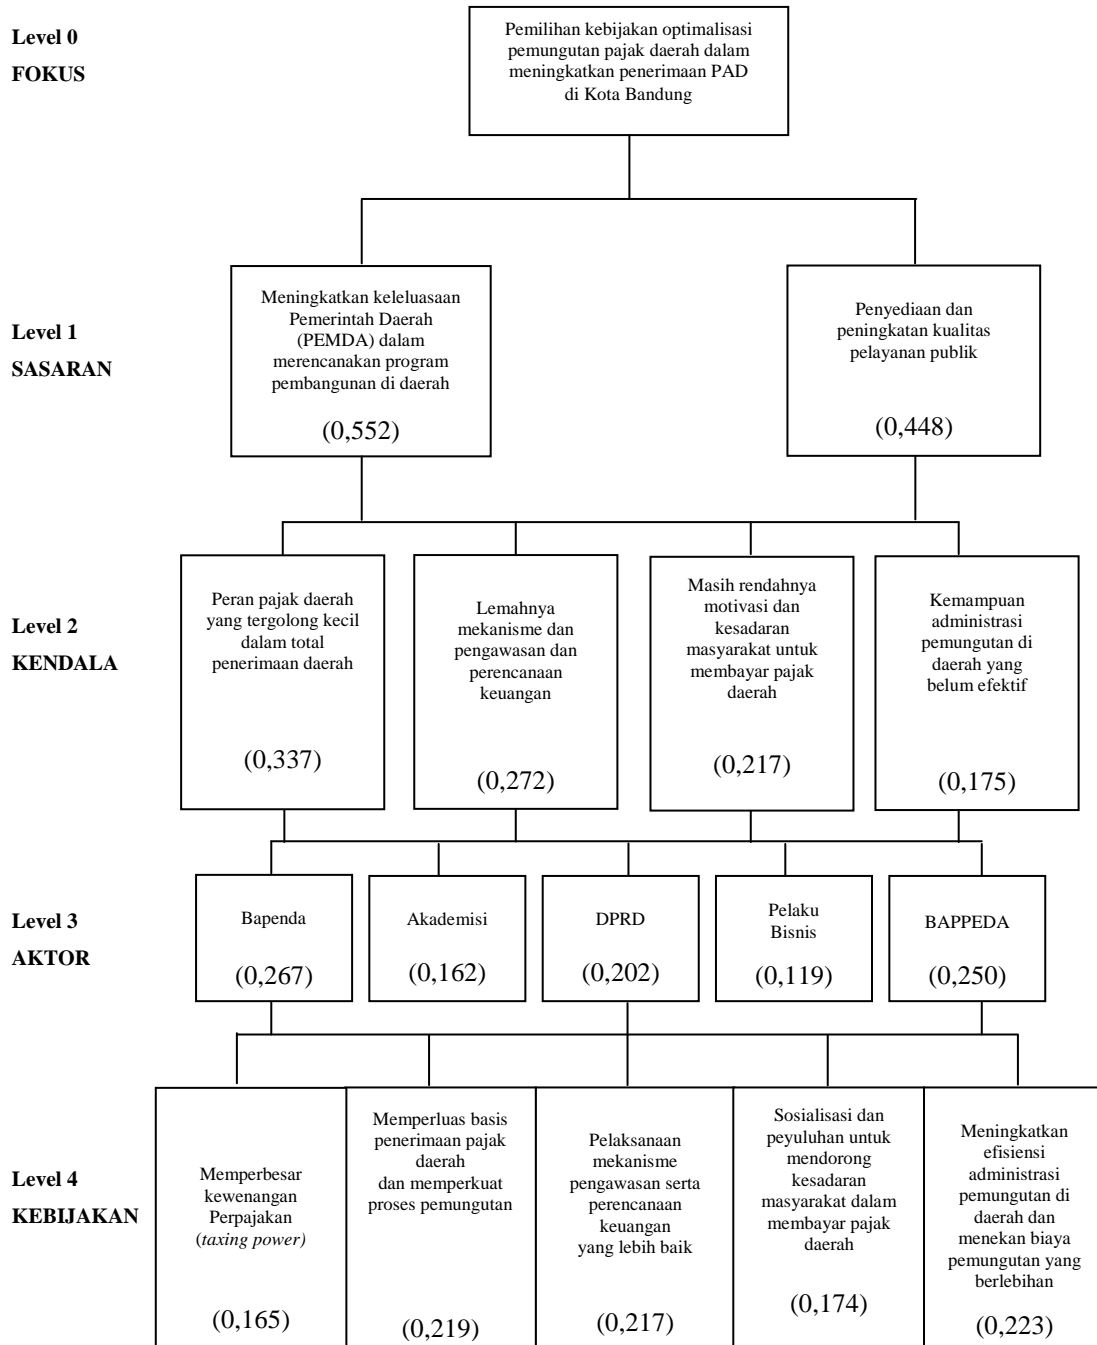 Level 0
FOKUS
Pemilihan kebijakan optimalisasi
pemungutan pajak daerah dalam
meningkatkan penerimaan PAD
di Kota Bandung
Level 1
SASARAN
Meningkatkan keleluasaan
Pemerintah Daerah
(PEMDA) dalam
merencanakan program
pembangunan di daerah
(0,552)
Penyediaan dan
peningkatan kualitas
pelayanan publik
(0,448)
Level 2
KENDALA
Peran pajak daerah
yang tergolong kecil
dalam total
penerimaan daerah
(0,337)
Lemahnya
mekanisme dan
pengawasan dan
perencanaan
keuangan
(0,272)
Masih rendahnya
motivasi dan
kesadaran
masyarakat untuk
membayar pajak
daerah
(0,217)
Kemampuan
administrasi
pemungutan di
daerah yang
belum efektif
(0,175)
Level 3
AKTOR
Bapenda
(0,267)
Akademisi
(0,162)
DPRD
(0,202)
Pelaku
Bisnis
(0,119)
BAPPEDA
(0,250)
Level 4
KEBIJAKAN
Memperbesar
kewenangan
Perpajakan
(taxing power)
(0,165)
Memperluas basis
penerimaan pajak
daerah
dan memperkuat
proses pemungutan
(0,219)
Pelaksanaan
mekanisme
pengawasan serta
perencanaan
keuangan
yang lebih baik
(0,217)
Sosialisasi dan
peyuluhan untuk
mendorong
kesadaran
masyarakat dalam
membayar pajak
daerah
(0,174)
Meningkatkan
efisiensi
administrasi
pemungutan di
daerah dan
menekan biaya
pemungutan yang
berlebihan
(0,223)